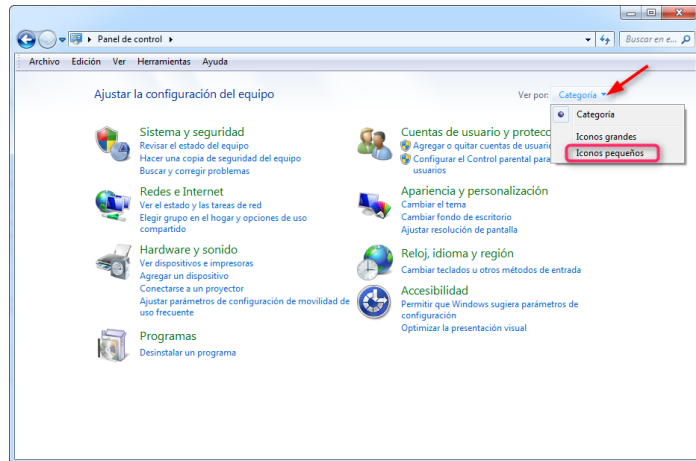 Panel de control
Buscar en e...
Archivo Edición Ver Herramientas Ayuda
Ajustar la configuración del equipo
Ver por: Categoría
Categoría
Iconos grandes
Iconos pequeños
Sistema y seguridad
Revisar el estado del equipo
Hacer una copia de seguridad del equipo
Buscar y corregir problemas
Redes e Internet
Ver el estado y las tareas de red
Elegir grupo en el hogar y opciones de uso
compartido
Hardware y sonido
Ver dispositivos e impresoras
Agregar un dispositivo
Conectarse a un proyector
Ajustar parámetros de configuración de movilidad de
uso frecuente
Programas
Desinstalar un programa
Cuentas de usuario y protecc
Agregar o quitar cuentas de usuari
Configurar el Control parental para
usuarios
Apariencia y personalización
Cambiar el tema
Cambiar fondo de escritorio
Ajustar resolución de pantalla
Reloj, idioma y región
Cambiar teclados u otros métodos de entrada
Accesibilidad
Permitir que Windows sugiera parámetros de
configuración
Optimizar la presentación visual